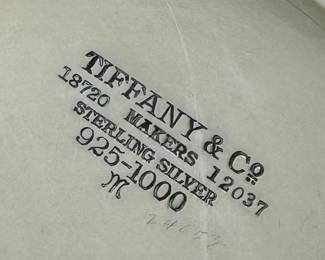 TIFFANY & Co
18720 MAKERS 12037
STERLING SILVER
925-1000
M